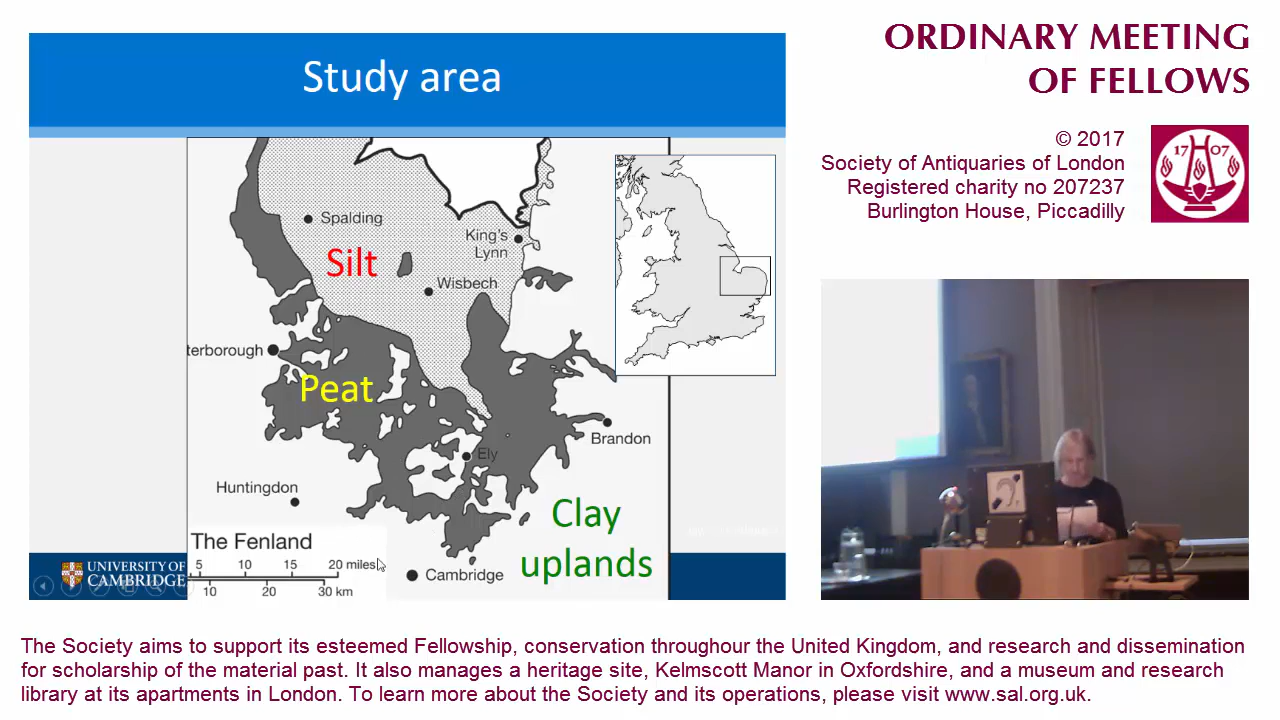 ORDINARY MEETING
OF FELLOWS
© 2017
Society of Antiquaries of London
Registered charity no 207237
Burlington House, Piccadilly
17 07
Study area
Spalding
King's
Lynn
Silt
Wisbech
terborough
Peat
Brandon
Ely
Huntingdon
Clay
uplands
The Fenland
5 10 15 20 miles
10 20 30 km
Cambridge
UNIVERSITY OF
CAMBRIDGE
The Society aims to support its esteemed Fellowship, conservation throughour the United Kingdom, and research and dissemination
for scholarship of the material past. It also manages a heritage site, Kelmscott Manor in Oxfordshire, and a museum and research
library at its apartments in London. To learn more about the Society and its operations, please visit www.sal.org.uk.